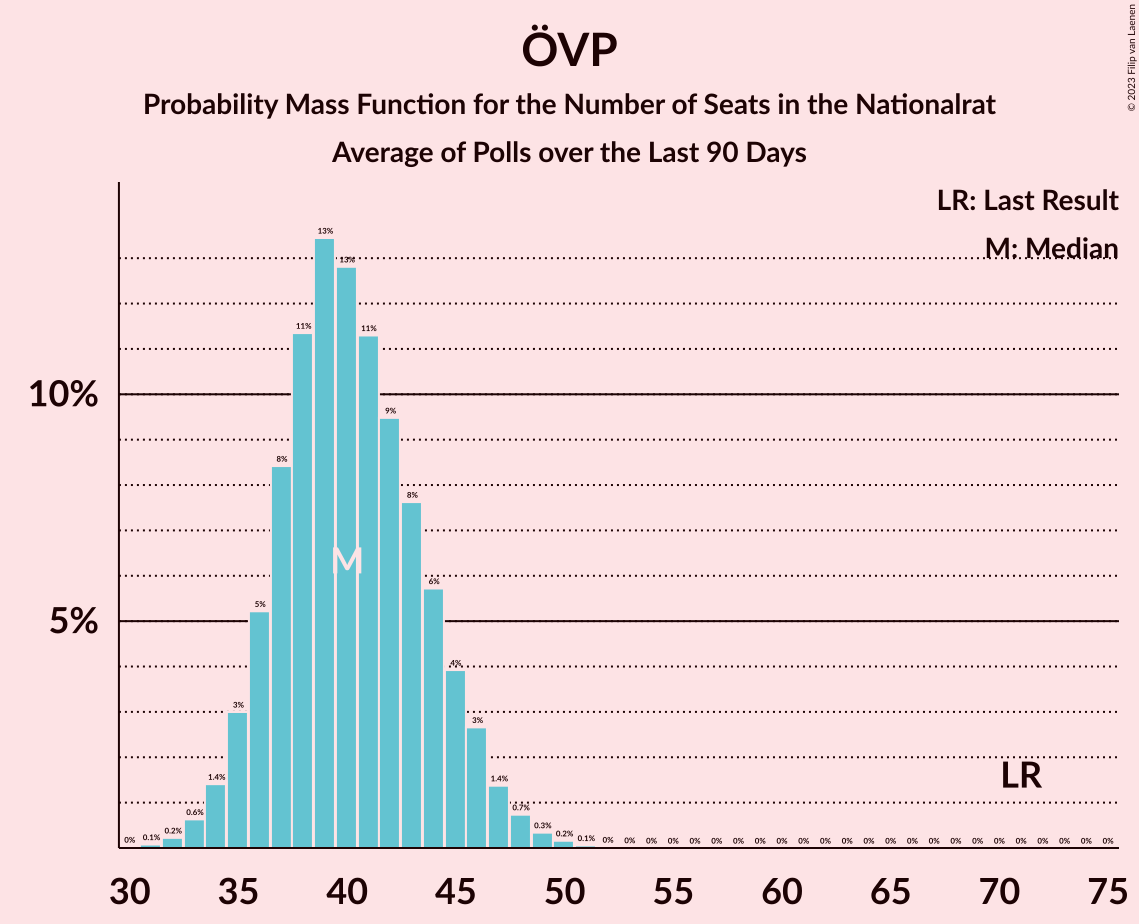 ÖVP
Probability Mass Function for the Number of Seats in the Nationalrat
Average of Polls over the Last 90 Days
© 2023 Filip van Laenen
LR: Last Result
M: Median
10%
5%
0% 0.1% 0.2% 0.6% 1.4% 3% 5% 8% 11% 13% 13% 11% 9% 8% 6% 4% 3% 1.4% 0.7% 0.3% 0.2% 0.1% 0% 0% 0% 0% 0% 0% 0% 0% 0% 0% 0% 0% 0% 0% 0% 0% 0% 0% 0% 0% 0% 0% 0% 0% 
M
LR
30 35 40 45 50 55 60 65 70 75